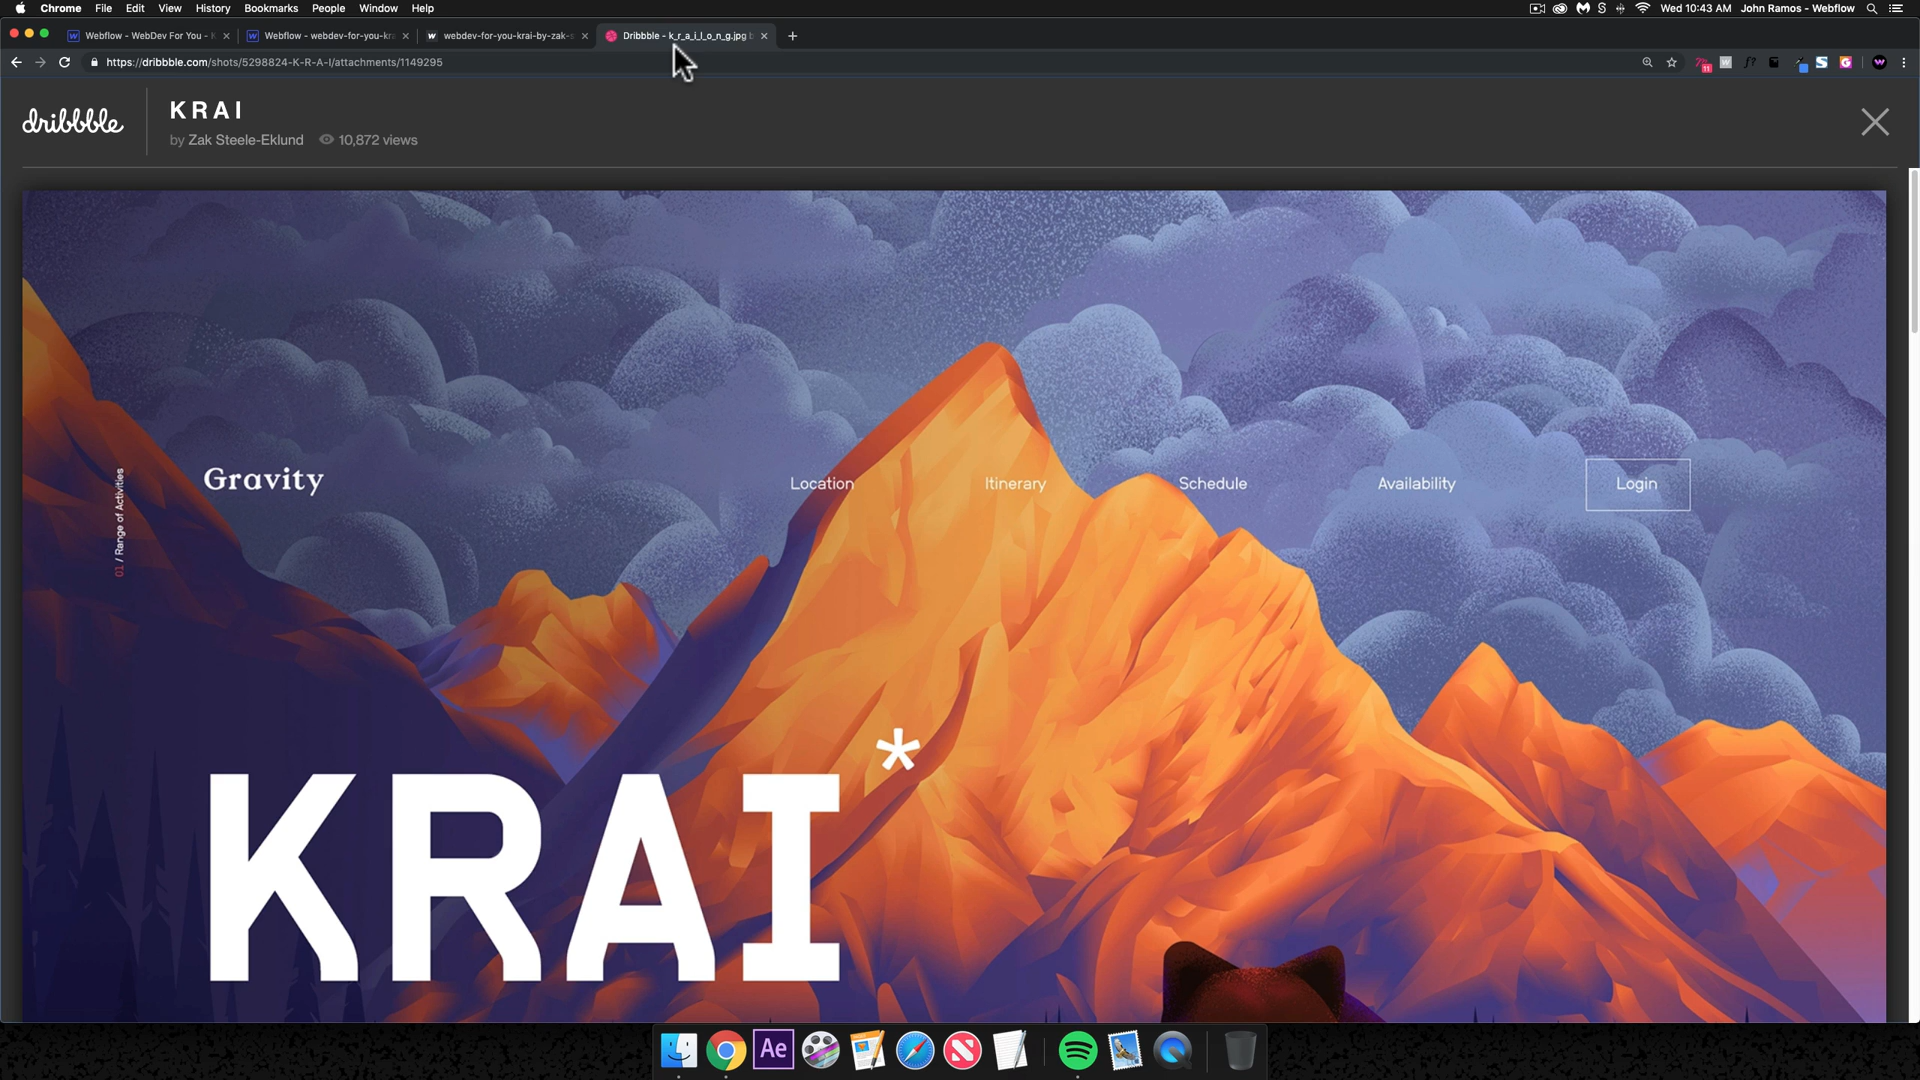 Chrome File Edit View History Bookmarks People Window Help
Wed 10:43 AM John Ramos - Webflow
Webflow - WebDev For You - K
Webflow - webdev-for-you-kra
webdev-for-you-krai-by-zak-s
Dribbble - k_r_a_i_l_o_n_g.jpg b
https://dribbble.com/shots/5298824-K-R-A-I/attachments/1149295
11
dribbble
KRAI
by Zak Steele-Eklund 10,872 views
Gravity
Location Itinerary Schedule Availability Login
01 / Range of Activities
KRAI*
Ae